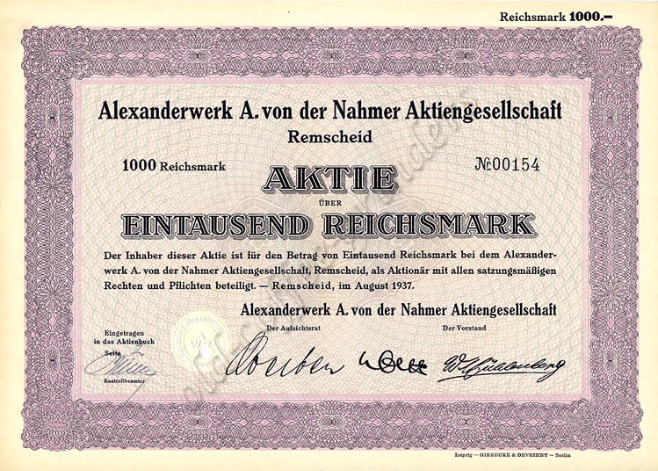 Reichsmark 1000.—
Alexanderwerk A. von der Nahmer Aktiengesellschaft
Remscheid
1000 Reichsmark
№ 00154
AKTIE
ÜBER
EINTAUSEND REICHSMARK
Der Inhaber dieser Aktie ist für den Betrag von Eintausend Reichsmark bei dem Alexander-
werk A. von der Nahmer Aktiengesellschaft, Remscheid, als Aktionär mit allen satzungsmäßigen
Rechten und Pflichten beteiligt. — Remscheid, im August 1937.
Alexanderwerk A. von der Nahmer Aktiengesellschaft
Der Aufsichtsrat
Der Vorstand
Eingetragen
in das Aktienbuch
Seite
Kontrollbeamter
Leipzig — GIESECKE & DEVRIENT — Berlin